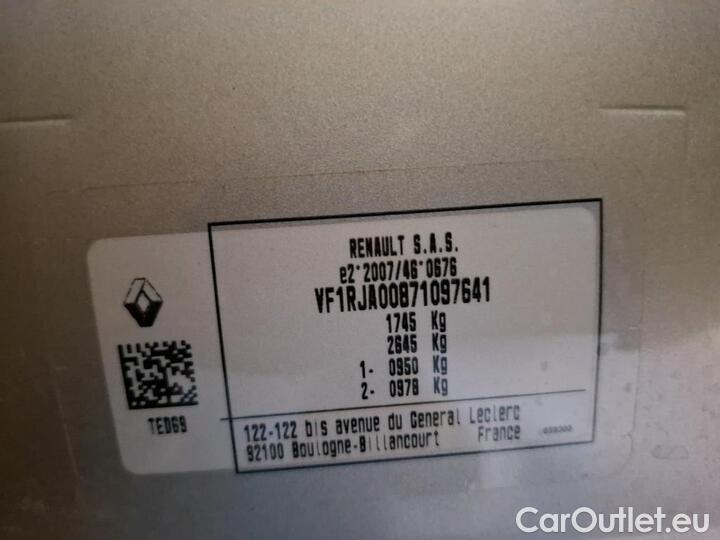 RENAULT S.A.S.
e2*2007/46*0676
VF1RJA00871097641
1745 Kg
2645 Kg
1- 0950 Kg
2- 0978 Kg
TED69
122-122 bis avenue du General Leclerc
92100 Boulogne-Billancourt France
CarOutlet.eu